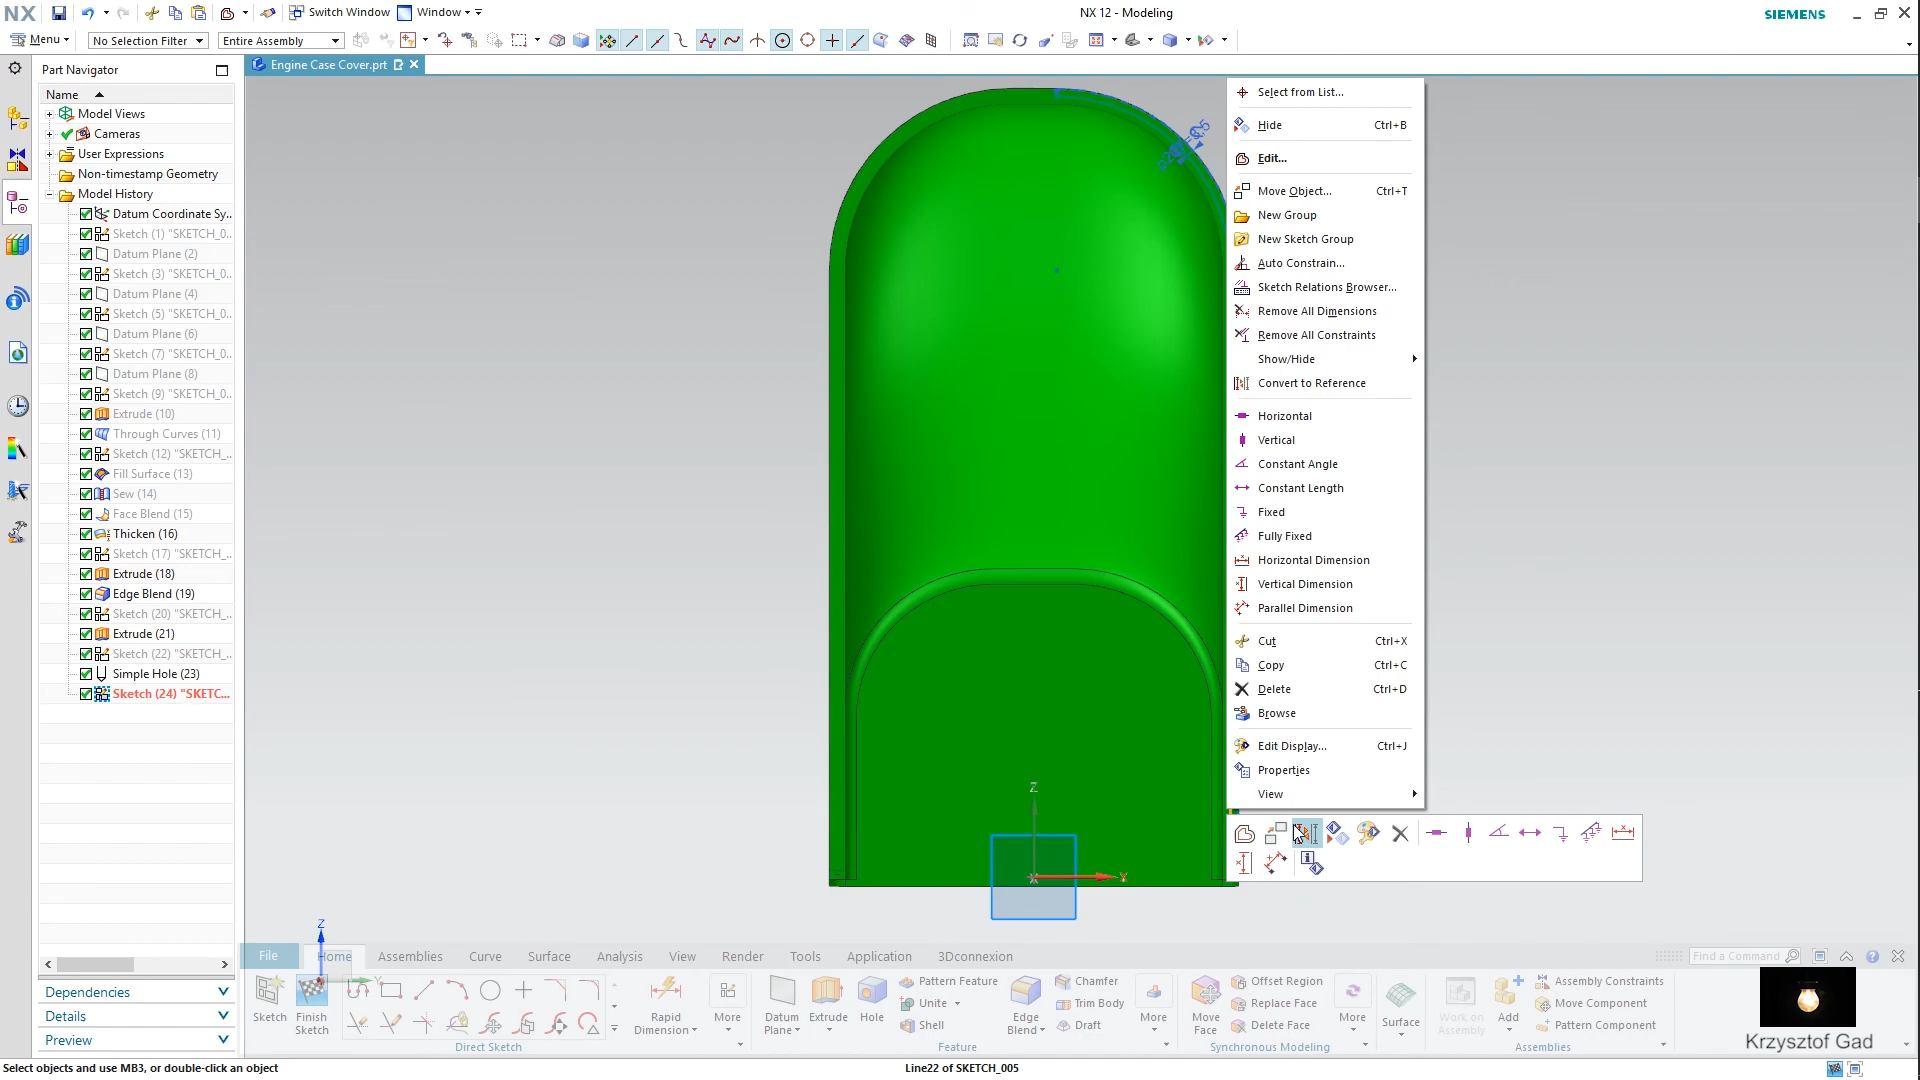 NX
Switch Window
Window
NX 12 - Modeling
SIEMENS
Menu
No Selection Filter
Entire Assembly
Part Navigator
Engine Case Cover.prt
Name
Model Views
Cameras
User Expressions
Non-timestamp Geometry
Model History
Datum Coordinate Sy..
Sketch (1) "SKETCH_0..
Datum Plane (2)
Sketch (3) "SKETCH_0..
Datum Plane (4)
Sketch (5) "SKETCH_0..
Datum Plane (6)
Sketch (7) "SKETCH_0..
Datum Plane (8)
Sketch (9) "SKETCH_0..
Extrude (10)
Through Curves (11)
Sketch (12) "SKETCH_..
Fill Surface (13)
Sew (14)
Face Blend (15)
Thicken (16)
Sketch (17) "SKETCH_..
Extrude (18)
Edge Blend (19)
Sketch (20) "SKETCH_..
Extrude (21)
Sketch (22) "SKETCH_..
Simple Hole (23)
Sketch (24) "SKETC...
Dependencies
Details
Preview
Select from List...
Hide Ctrl+B
Edit...
Move Object... Ctrl+T
New Group
New Sketch Group
Auto Constrain...
Sketch Relations Browser...
Remove All Dimensions
Remove All Constraints
Show/Hide
Convert to Reference
Horizontal
Vertical
Constant Angle
Constant Length
Fixed
Fully Fixed
Horizontal Dimension
Vertical Dimension
Parallel Dimension
Cut Ctrl+X
Copy Ctrl+C
Delete Ctrl+D
Browse
Edit Display... Ctrl+J
Properties
View
Z
X
Z
File
Home
Assemblies
Curve
Surface
Analysis
View
Render
Tools
Application
3Dconnexion
Find a Command
Sketch
Finish Sketch
Rapid Dimension
More
Direct Sketch
Datum Plane
Extrude
Hole
Pattern Feature
Unite
Shell
Edge Blend
Chamfer
Trim Body
Draft
More
Feature
Move Face
Offset Region
Replace Face
Delete Face
More
Synchronous Modeling
Surface
Work on Assembly
Add
Assembly Constraints
Move Component
Pattern Component
Assemblies
Krzysztof Gad
Select objects and use MB3, or double-click an object
Line22 of SKETCH_005